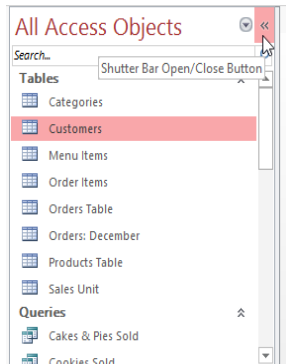 All Access Objects
Search...
Shutter Bar Open/Close Button
Tables
Categories
Customers
Menu Items
Order Items
Orders Table
Orders: December
Products Table
Sales Unit
Queries
Cakes & Pies Sold
Cookies Sold